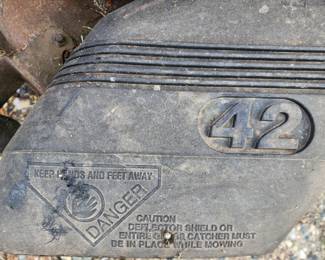 42
KEEP HANDS AND FEET AWAY
DANGER
CAUTION
DEFLECTOR SHIELD OR
ENTIRE CATCHER MUST
BE IN PLACE WHILE MOWING